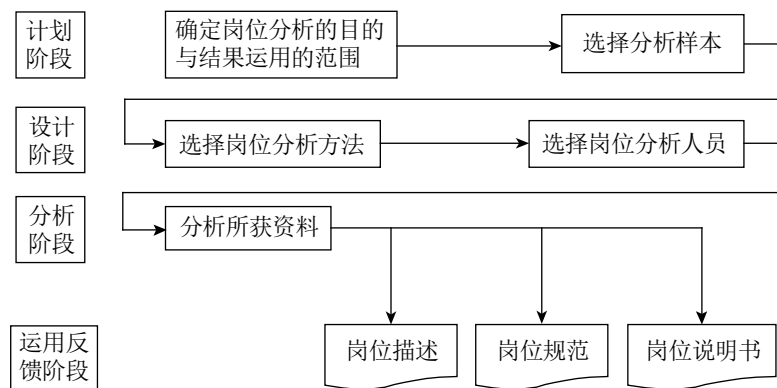 计划
阶段
确定岗位分析的目的
与结果运用的范围
选择分析样本
设计
阶段
选择岗位分析方法
选择岗位分析人员
分析
阶段
分析所获资料
运用反
馈阶段
岗位描述
岗位规范
岗位说明书